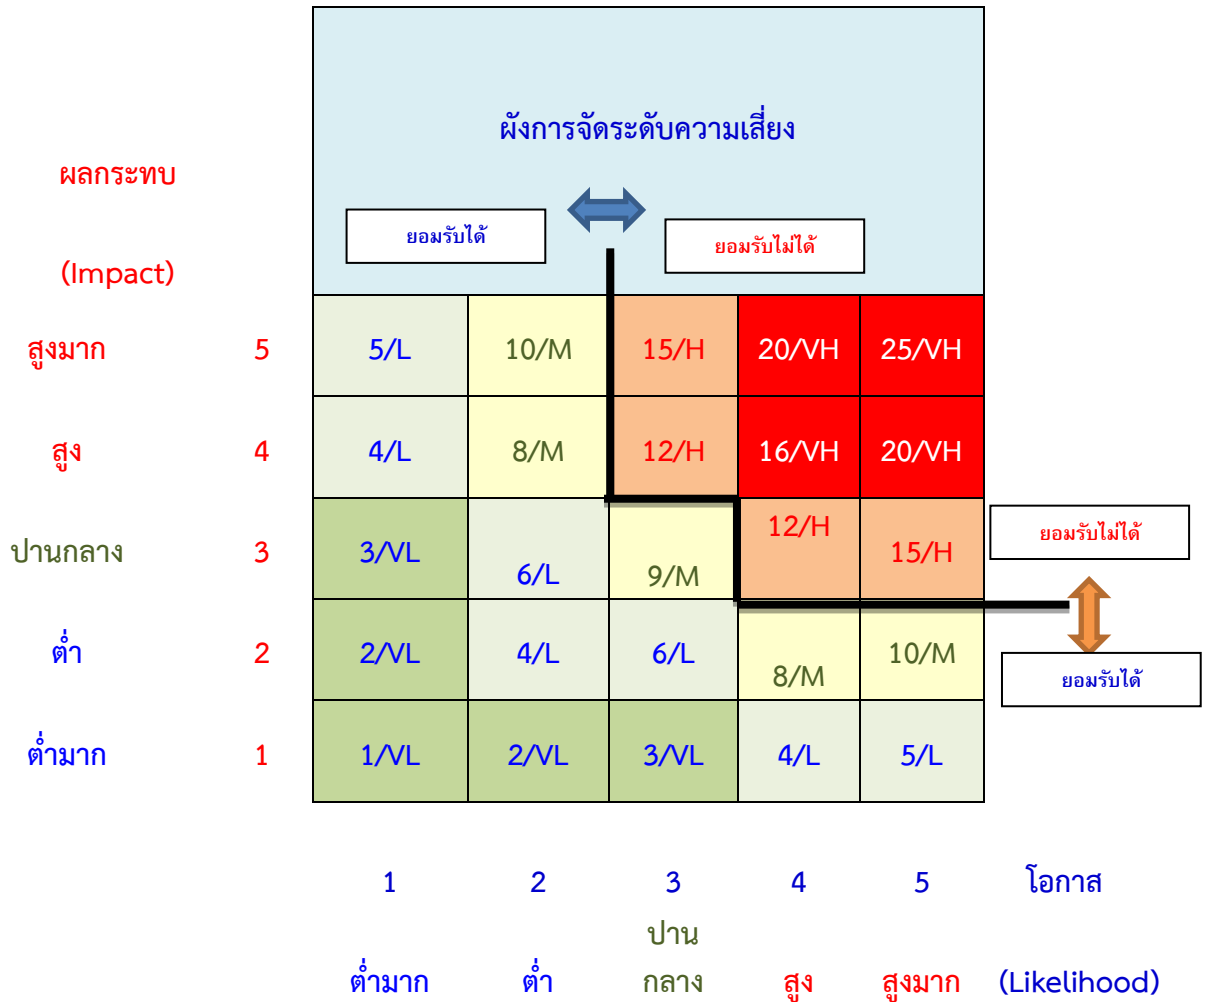 ผังการจัดระดับความเสี่ยง
ผลกระทบ
(Impact)
ยอมรับได้
ยอมรับไม่ได้
สูงมาก 5 5/L 10/M 15/H 20/VH 25/VH
สูง 4 4/L 8/M 12/H 16/VH 20/VH
ปานกลาง 3 3/VL 6/L 9/M 12/H 15/H
ยอมรับไม่ได้
ต่ำ 2 2/VL 4/L 6/L 8/M 10/M
ยอมรับได้
ต่ำมาก 1 1/VL 2/VL 3/VL 4/L 5/L
1 2 3 4 5 โอกาส
ปาน
ต่ำมาก ต่ำ กลาง สูง สูงมาก (Likelihood)